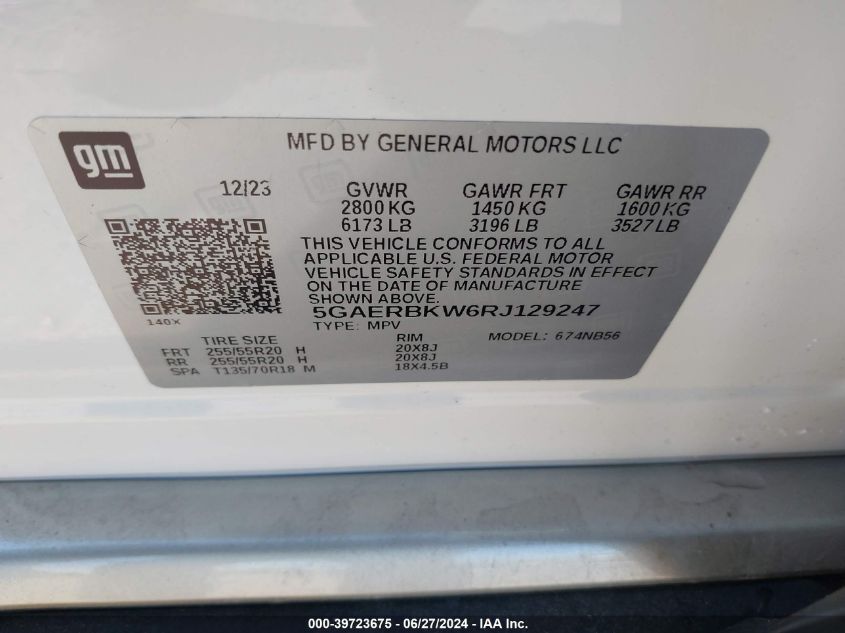 gm
MFD BY GENERAL MOTORS LLC
12/23 GVWR GAWR FRT GAWR RR
2800 KG 1450 KG 1600 KG
6173 LB 3196 LB 3527 LB
THIS VEHICLE CONFORMS TO ALL
APPLICABLE U.S. FEDERAL MOTOR
VEHICLE SAFETY STANDARDS IN EFFECT
ON THE DATE OF MANUFACTURE
SHOWN ABOVE.
5GAERBKW6RJ129247
140X
TYPE: MPV MODEL: 674NB56
TIRE SIZE RIM
FRT 255/55R20 H 20X8J
RR 255/55R20 H 20X8J
SPA T135/70R18 M 18X4.5B
000-39723675 - 06/27/2024 - IAA Inc.